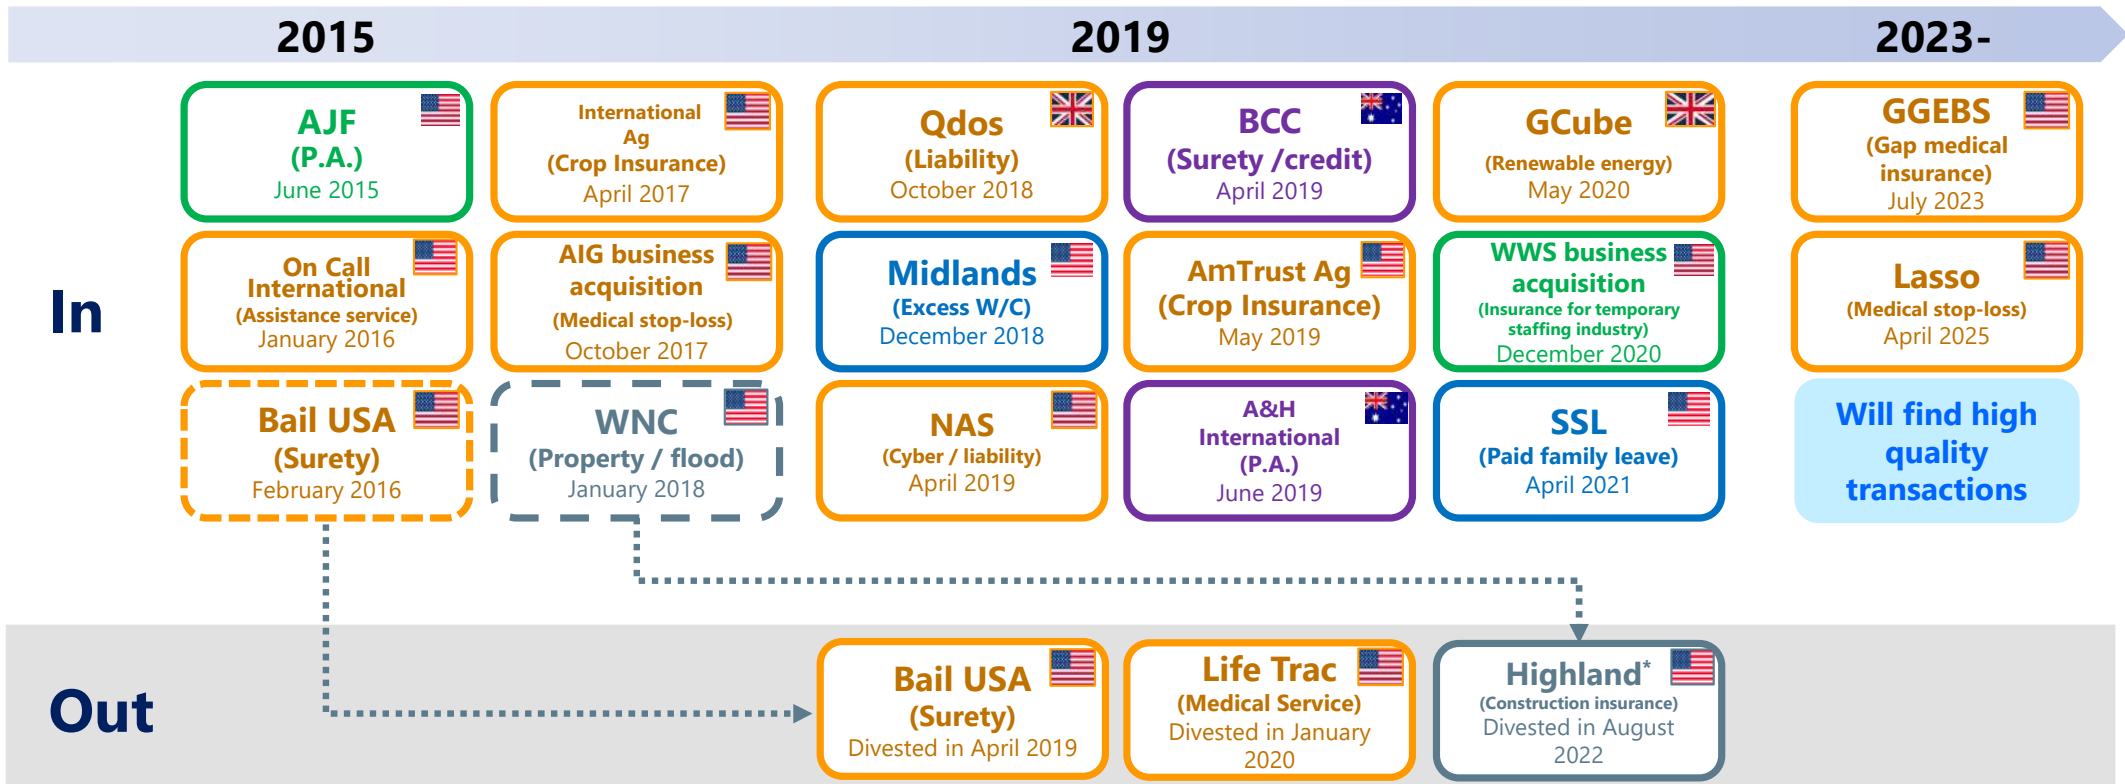 2015
2019
2023-
In
AJF
(P.A.)
June 2015
International
Ag
(Crop Insurance)
April 2017
Qdos
(Liability)
October 2018
BCC
(Surety /credit)
April 2019
GCube
(Renewable energy)
May 2020
GGEBS
(Gap medical
insurance)
July 2023
On Call
International
(Assistance service)
January 2016
AIG business
acquisition
(Medical stop-loss)
October 2017
Midlands
(Excess W/C)
December 2018
AmTrust Ag
(Crop Insurance)
May 2019
WWS business
acquisition
(Insurance for temporary
staffing industry)
December 2020
Lasso
(Medical stop-loss)
April 2025
Bail USA
(Surety)
February 2016
WNC
(Property / flood)
January 2018
NAS
(Cyber / liability)
April 2019
A&H
International
(P.A.)
June 2019
SSL
(Paid family leave)
April 2021
Will find high
quality
transactions
Out
Bail USA
(Surety)
Divested in April 2019
Life Trac
(Medical Service)
Divested in January
2020
Highland*
(Construction insurance)
Divested in August
2022